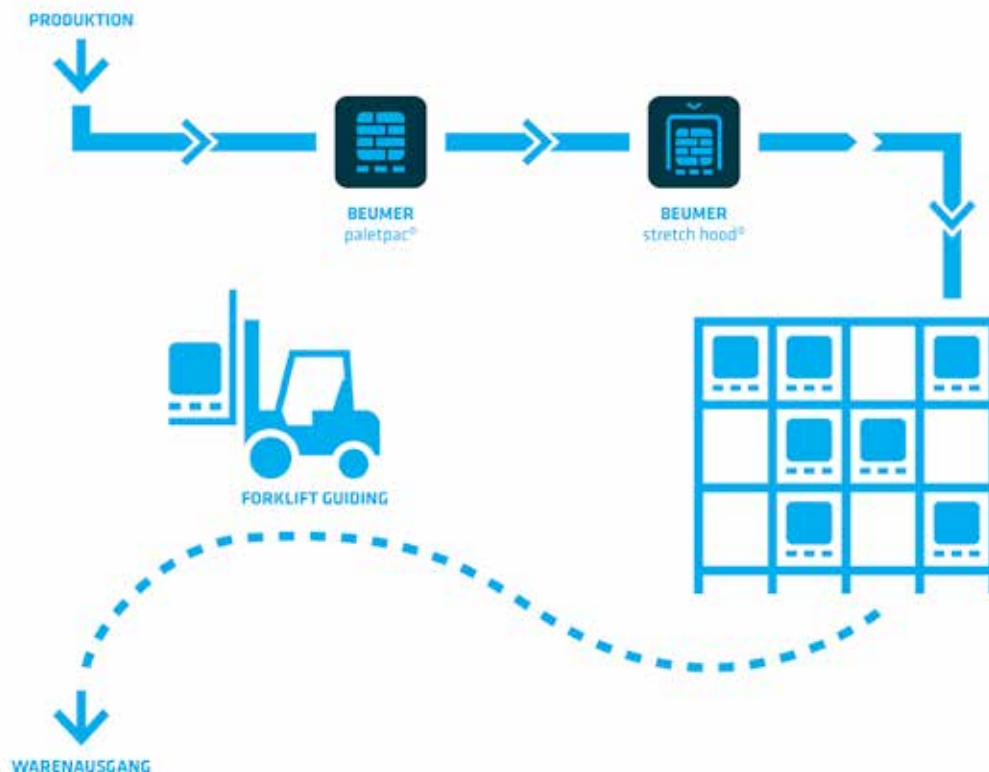 PRODUKTION
BEUMER
paletpac®
BEUMER
stretch hood®
FORKLIFT GUIDING
WARENAUSGANG